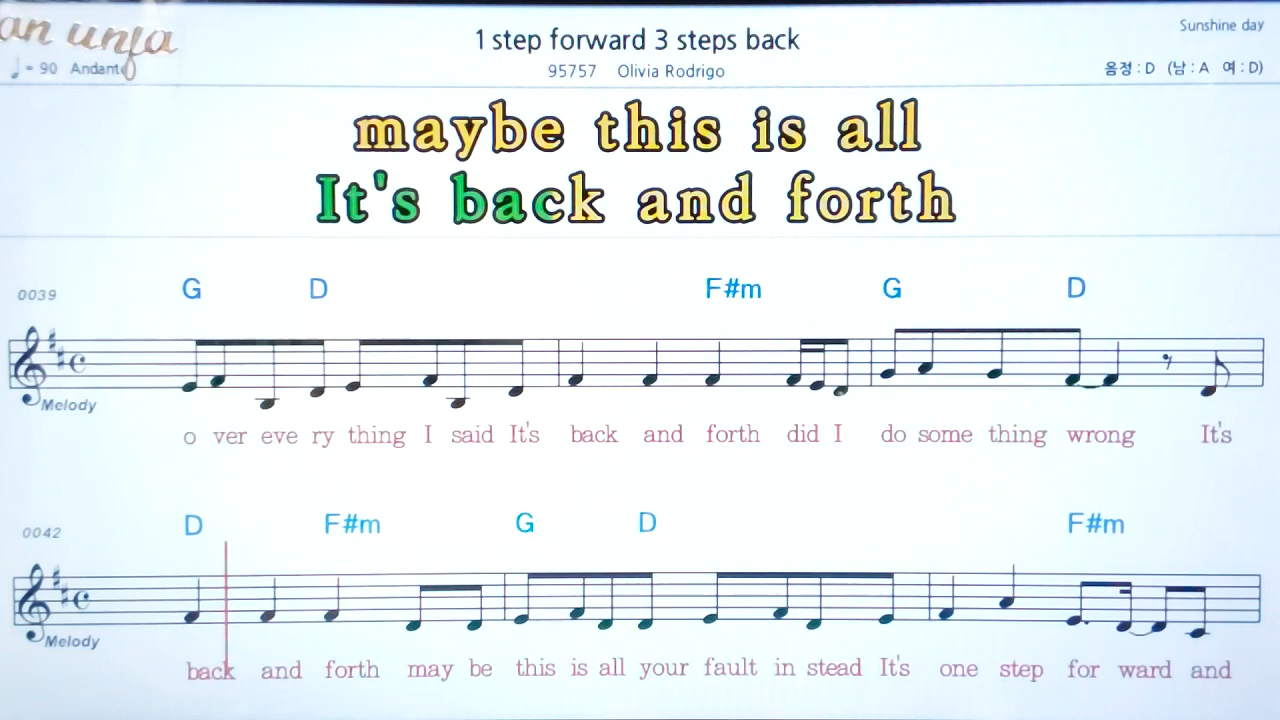 Sunshine day
1 step forward 3 steps back
♩= 90 Andante
95757 Olivia Rodrigo
음정 : D (남 : A 여 : D)
maybe this is all
It's back and forth
0039 G D F#m G D
Melody
o ver eve ry thing I said It's back and forth did I do some thing wrong It's
0042 D F#m G D F#m
Melody
back and forth may be this is all your fault in stead It's one step for ward and